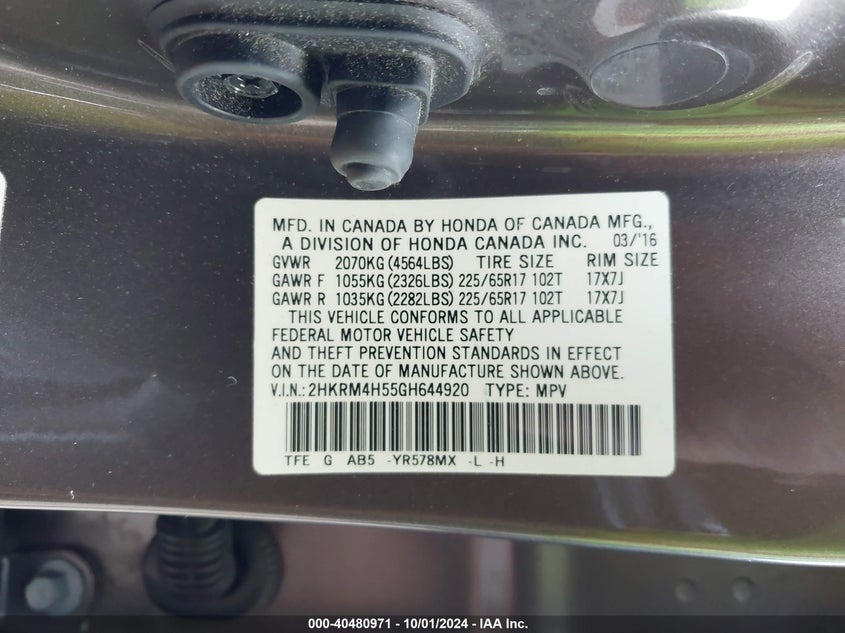 MFD. IN CANADA BY HONDA OF CANADA MFG.,
A DIVISION OF HONDA CANADA INC. 03/'16
GVWR 2070KG (4564LBS) TIRE SIZE RIM SIZE
GAWR F 1055KG (2326LBS) 225/65R17 102T 17X7J
GAWR R 1035KG (2282LBS) 225/65R17 102T 17X7J
THIS VEHICLE CONFORMS TO ALL APPLICABLE
FEDERAL MOTOR VEHICLE SAFETY
AND THEFT PREVENTION STANDARDS IN EFFECT
ON THE DATE OF MANUFACTURE SHOWN ABOVE.
V.I.N.: 2HKRM4H55GH644920 TYPE: MPV
TFE G AB5 -YR578MX -L -H
000-40480971 - 10/01/2024 - IAA Inc.